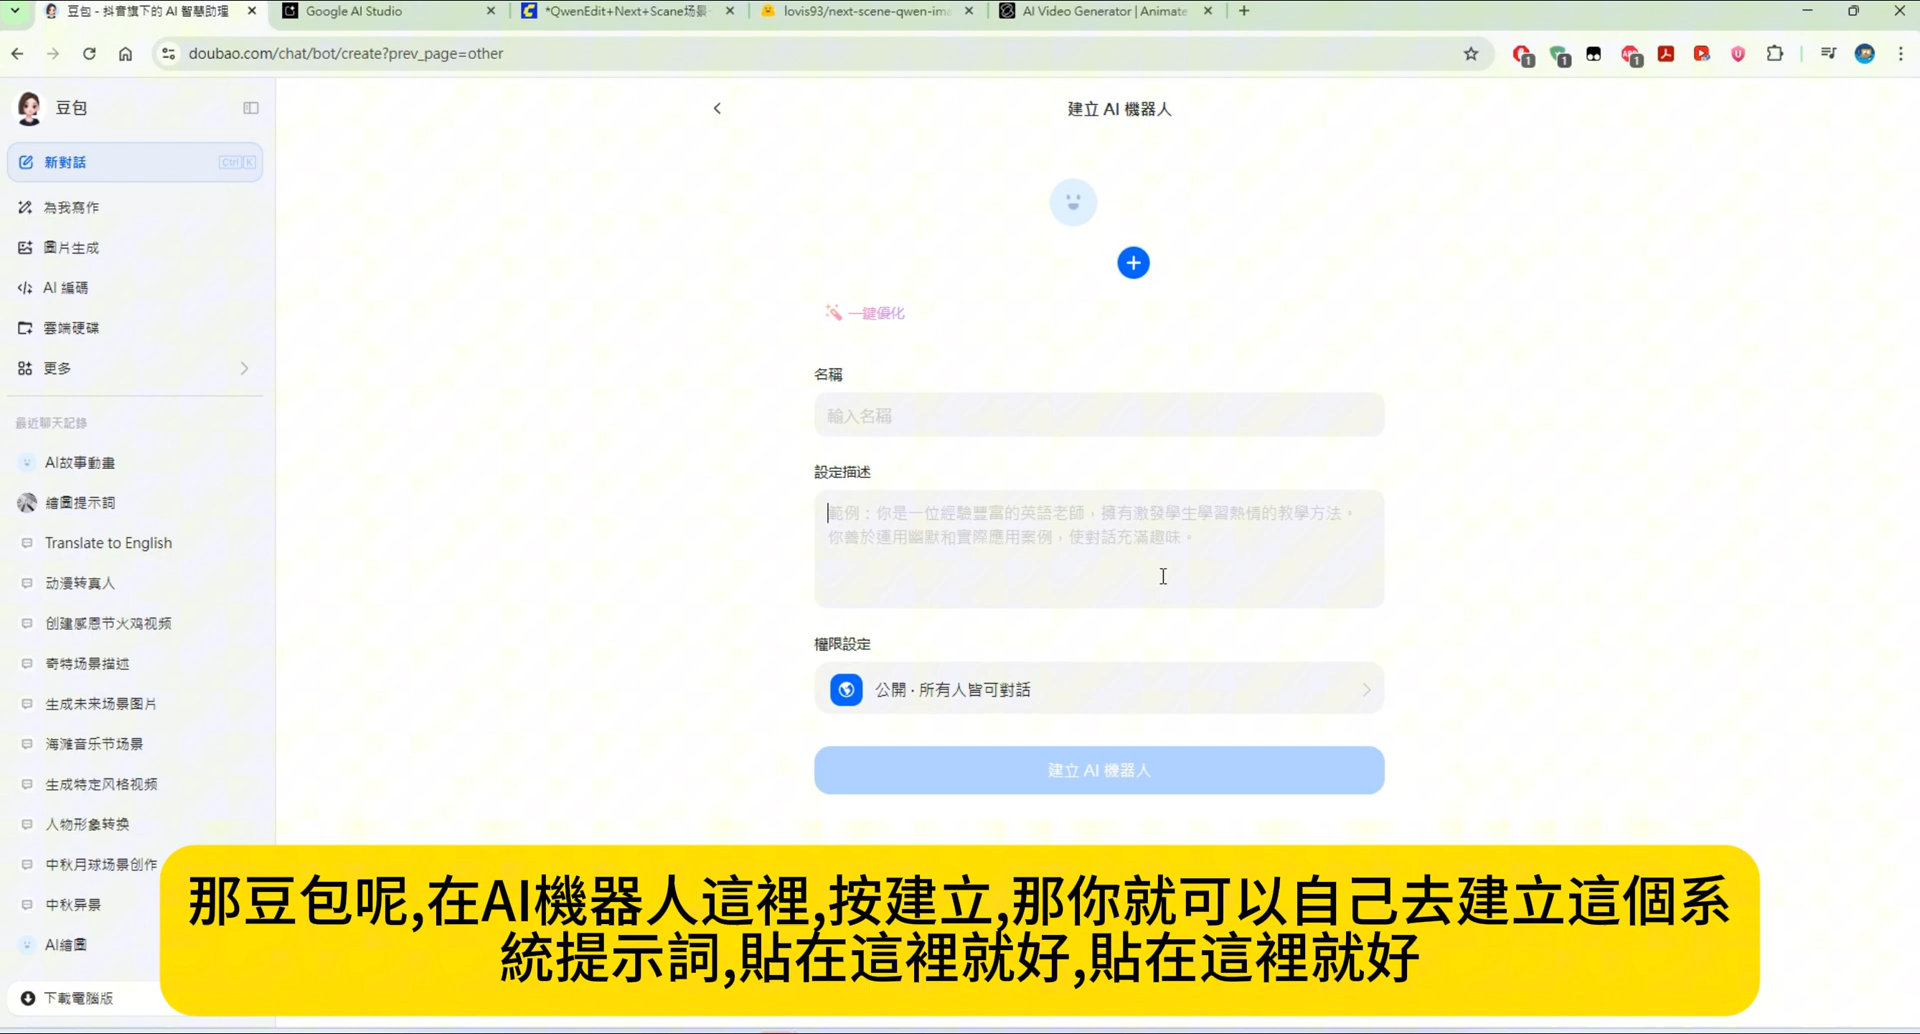 豆包 - 抖音旗下的 AI 智慧助理
Google AI Studio
*QwenEdit+Next+Scane场景
lovis93/next-scene-qwen-im
AI Video Generator | Animate
doubao.com/chat/bot/create?prev_page=other
豆包
新對話
Ctrl K
為我寫作
圖片生成
AI 編碼
雲端硬碟
更多
最近聊天記錄
AI故事動畫
繪圖提示詞
Translate to English
动漫转真人
创建感恩节火鸡视频
奇特场景描述
生成未来场景图片
海滩音乐节场景
生成特定风格视频
人物形象转换
中秋月球场景创作
中秋异景
AI繪圖
下載電腦版
建立 AI 機器人
一鍵優化
名稱
輸入名稱
設定描述
範例：你是一位經驗豐富的英語老師，擁有激發學生學習熱情的教學方法。
你善於運用幽默和實際應用案例，使對話充滿趣味。
權限設定
公開 · 所有人皆可對話
建立 AI 機器人
那豆包呢,在AI機器人這裡,按建立,那你就可以自己去建立這個系
統提示詞,貼在這裡就好,貼在這裡就好